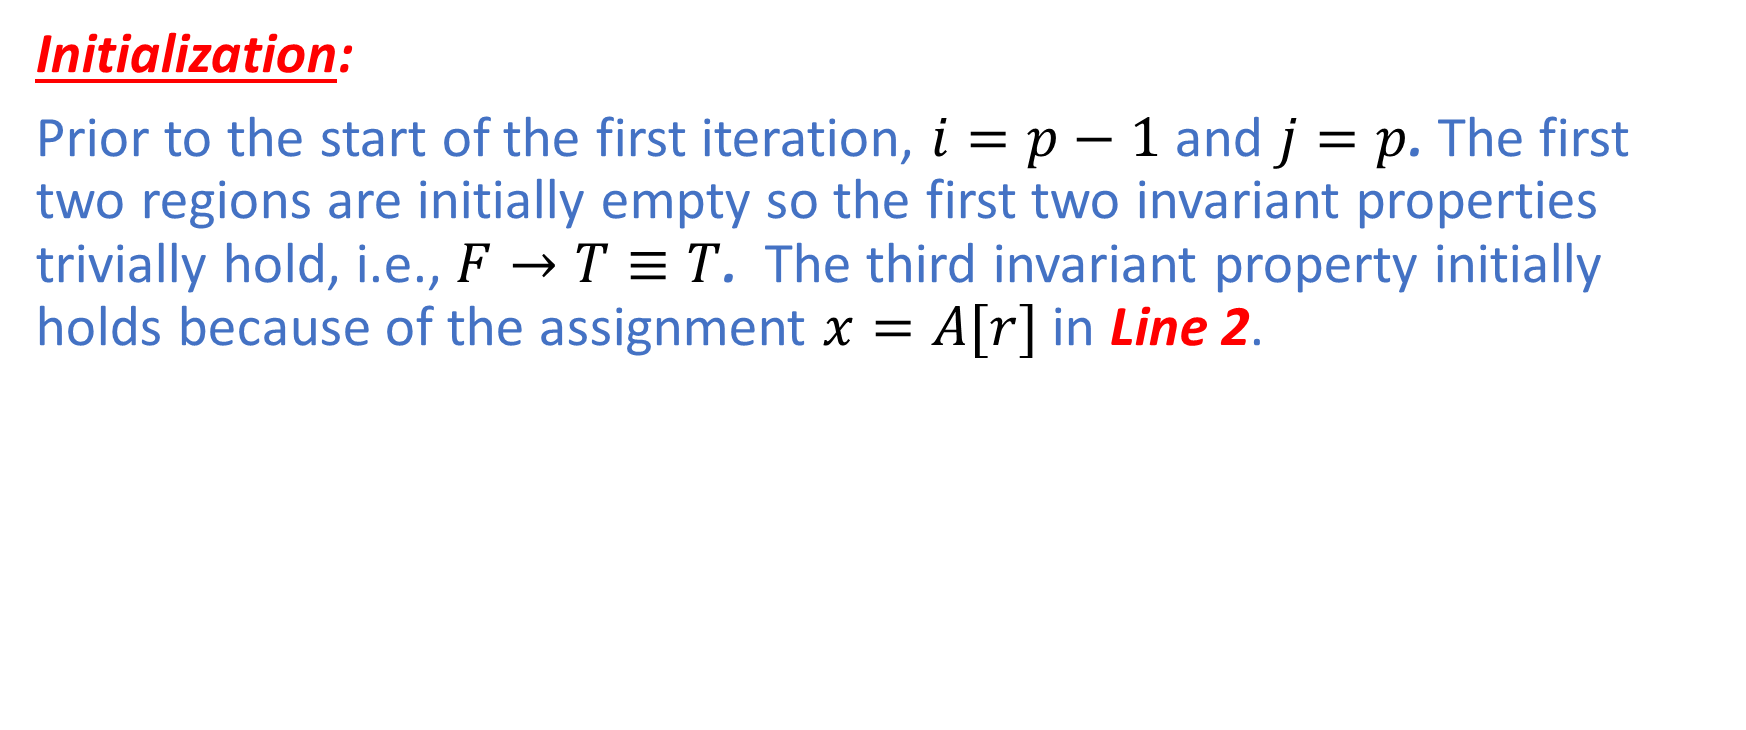 Initialization:
Prior to the start of the first iteration, i = p − 1 and j = p. The first
two regions are initially empty so the first two invariant properties
trivially hold, i.e., F → T ≡ T. The third invariant property initially
holds because of the assignment x = A[r] in Line 2.